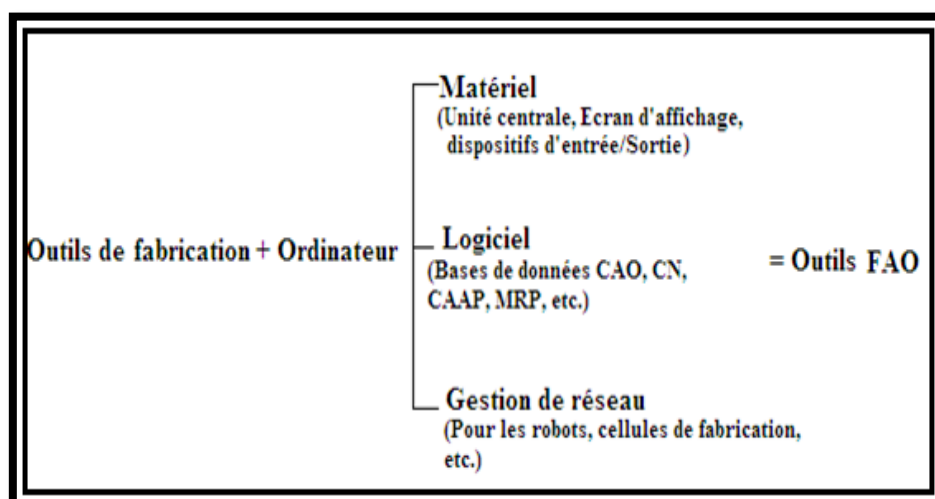 Matériel
(Unité centrale, Ecran d'affichage,
dispositifs d'entrée/Sortie)
Outils de fabrication + Ordinateur
Logiciel
(Bases de données CAO, CN,
CAAP, MRP, etc.)
= Outils FAO
Gestion de réseau
(Pour les robots, cellules de fabrication,
etc.)